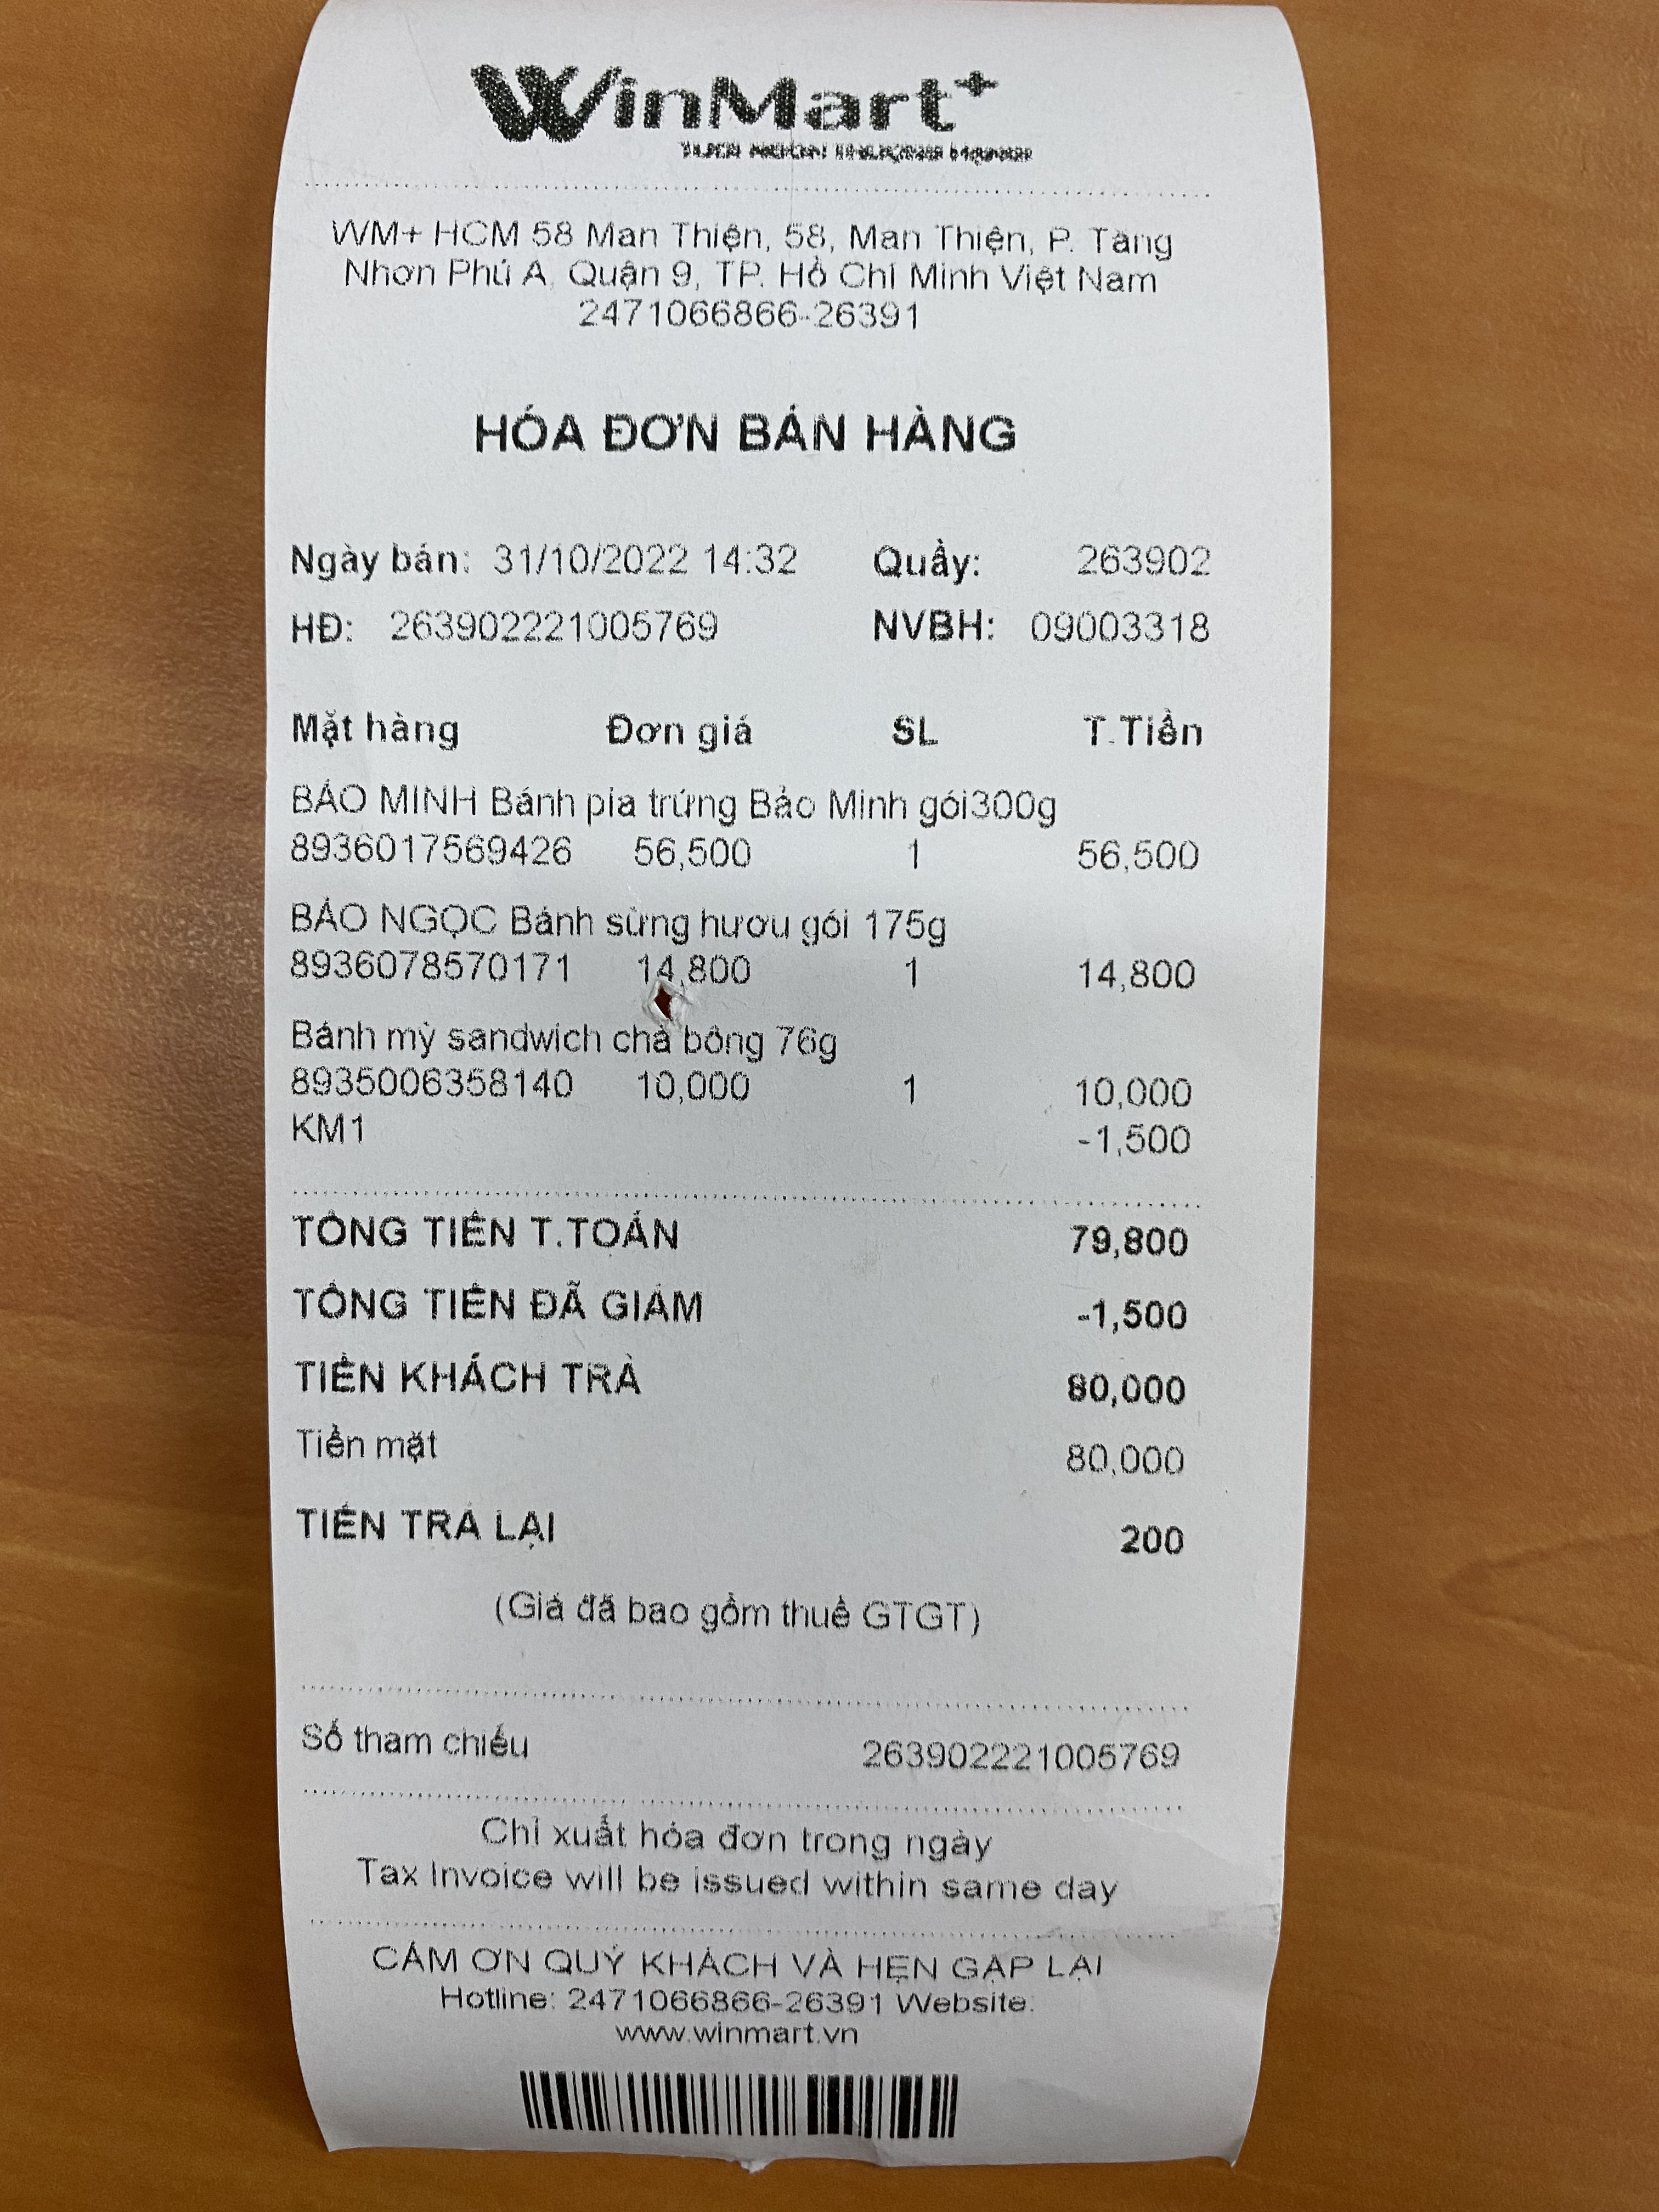 WinMart+
WM+ HCM 58 Man Thiện, 58, Man Thiện, P. Tăng
Nhơn Phú A, Quận 9, TP. Hồ Chí Minh Việt Nam
2471066866-26391
HÓA ĐƠN BÁN HÀNG
Ngày bán: 31/10/2022 14:32 Quầy: 263902
HĐ: 263902221005769 NVBH: 09003318
Mặt hàng Đơn giá SL T.Tiền
BẢO MINH Bánh pía trứng Bảo Minh gói300g
8936017569426 56,500 1 56,500
BẢO NGỌC Bánh sừng hươu gói 175g
8936078570171 14,800 1 14,800
Bánh mỳ sandwich chà bông 76g
8935006358140 10,000 1 10,000
KM1 -1,500
TỔNG TIỀN T.TOÁN 79,800
TỔNG TIỀN ĐÃ GIẢM -1,500
TIỀN KHÁCH TRẢ 80,000
Tiền mặt 80,000
TIỀN TRẢ LẠI 200
(Giá đã bao gồm thuế GTGT)
Số tham chiếu 263902221005769
Chỉ xuất hóa đơn trong ngày
Tax Invoice will be issued within same day
CẢM ƠN QUÝ KHÁCH VÀ HẸN GẶP LẠI
Hotline: 2471066866-26391 Website:
www.winmart.vn